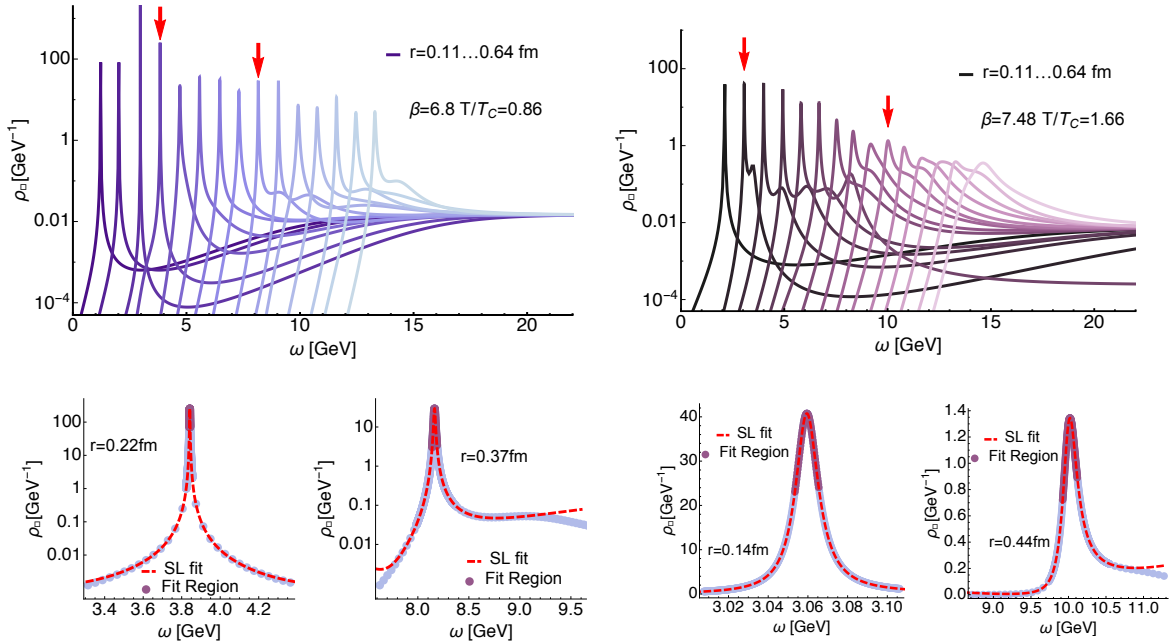 100
1
0.01
10⁻⁴
ρ□[GeV⁻¹]
r=0.11…0.64 fm
β=6.8 T/T_C=0.86
0 5 10 15 20
ω [GeV]
100
1
0.01
10⁻⁴
ρ□[GeV⁻¹]
r=0.11…0.64 fm
β=7.48 T/T_C=1.66
0 5 10 15 20
ω [GeV]
100
10
1
0.1
0.01
ρ□[GeV⁻¹]
r=0.22fm
SL fit
Fit Region
3.4 3.6 3.8 4.0 4.2
ω [GeV]
10
1
0.1
0.01
ρ□[GeV⁻¹]
r=0.37fm
SL fit
Fit Region
8.0 8.5 9.0 9.5
ω [GeV]
40
30
20
10
0
ρ□[GeV⁻¹]
SL fit
Fit Region
r=0.14fm
3.02 3.04 3.06 3.08 3.10
ω [GeV]
1.4
1.2
1.0
0.8
0.6
0.4
0.2
0.0
ρ□[GeV⁻¹]
SL fit
Fit Region
r=0.44fm
9.0 9.5 10.0 10.5 11.0
ω [GeV]